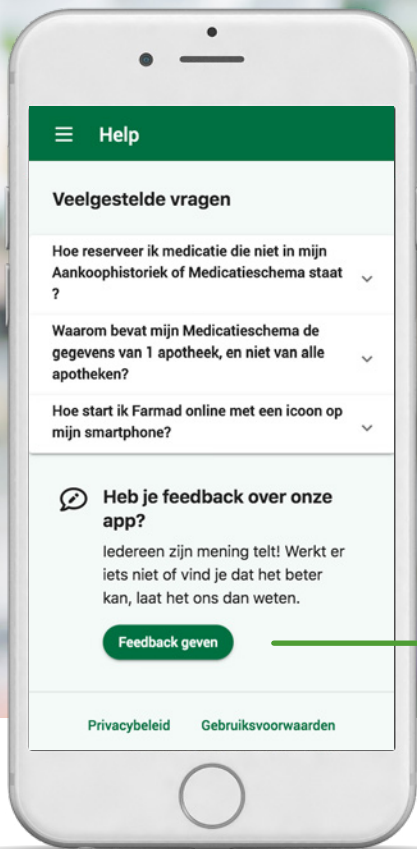 Help
Veelgestelde vragen
Hoe reserveer ik medicatie die niet in mijn
Aankoophistoriek of Medicatieschema staat
?
Waarom bevat mijn Medicatieschema de
gegevens van 1 apotheek, en niet van alle
apotheken?
Hoe start ik Farmad online met een icoon op
mijn smartphone?
Heb je feedback over onze
app?
Iedereen zijn mening telt! Werkt er
iets niet of vind je dat het beter
kan, laat het ons dan weten.
Feedback geven
Privacybeleid Gebruiksvoorwaarden